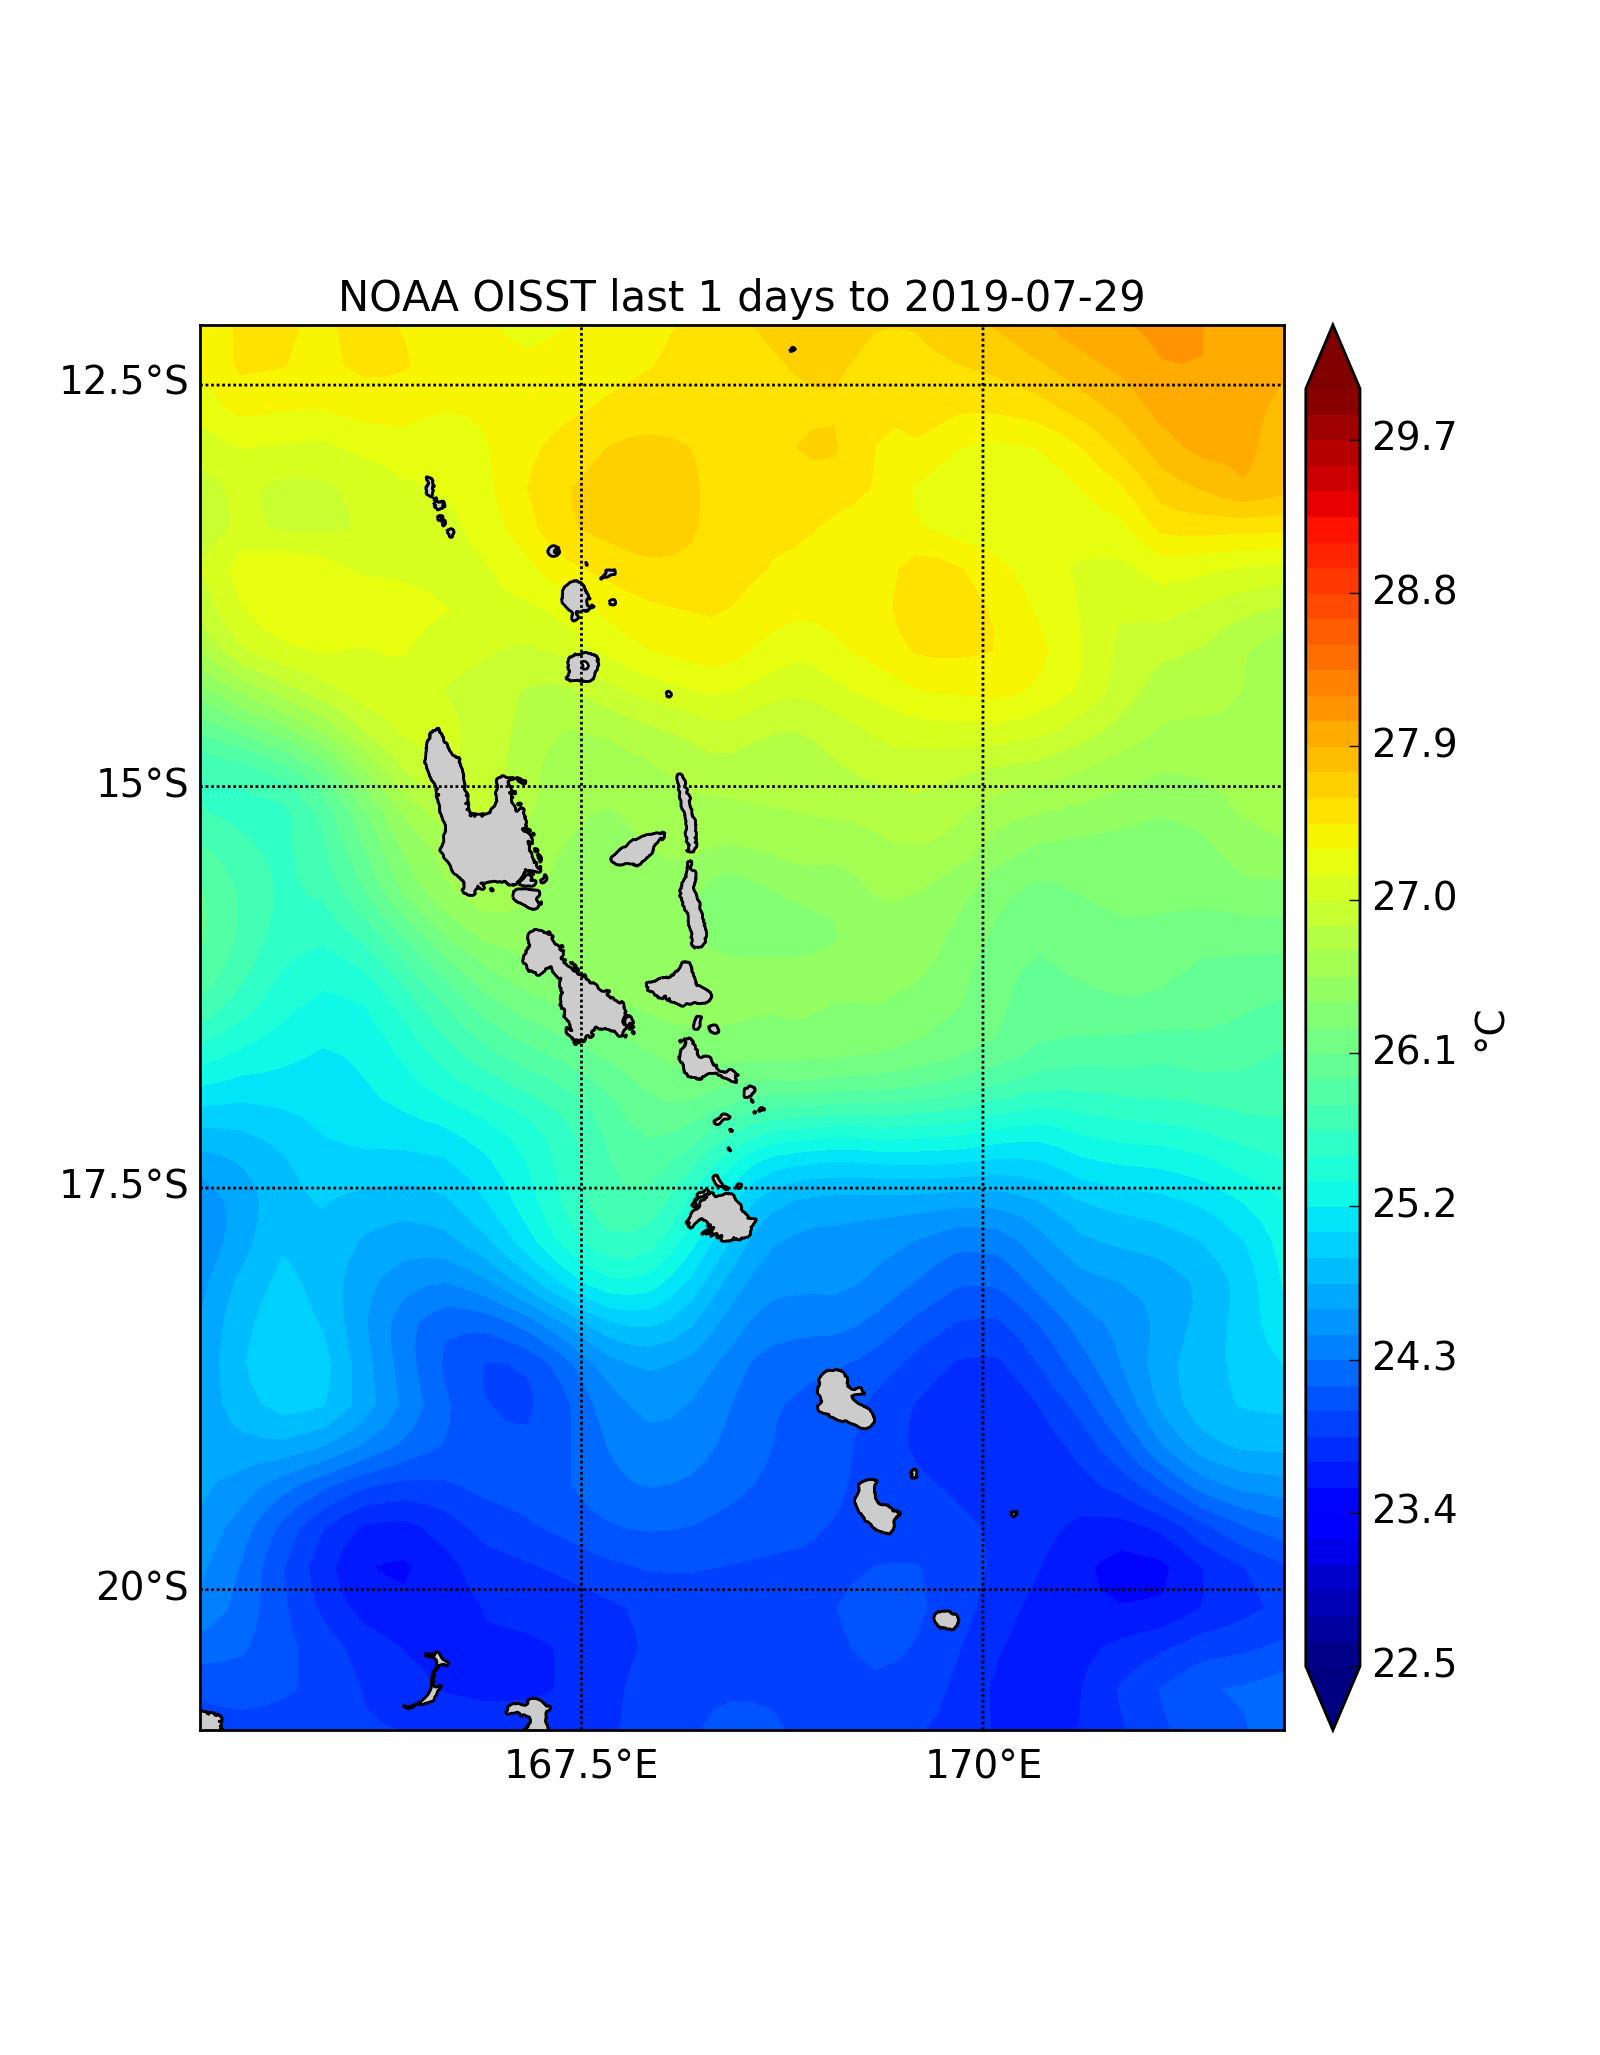 NOAA OISST last 1 days to 2019-07-29
12.5°S
15°S
17.5°S
20°S
167.5°E
170°E
29.7
28.8
27.9
27.0
26.1
25.2
24.3
23.4
22.5
°C